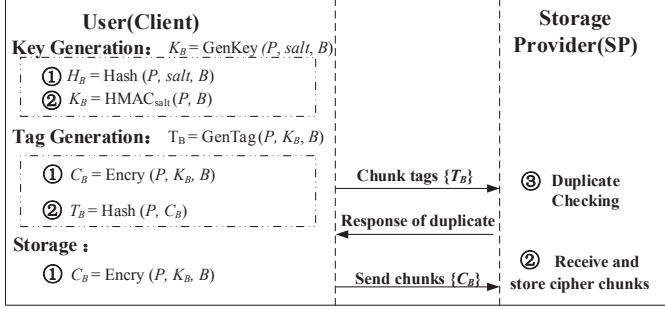 User(Client)
Storage
Provider(SP)
Key Generation： K_B = GenKey (P, salt, B)
① H_B = Hash (P, salt, B)
② K_B = HMAC_salt (P, B)
Tag Generation： T_B = GenTag (P, K_B, B)
① C_B = Encry (P, K_B, B)
② T_B = Hash (P, C_B)
Chunk tags {T_B}
③ Duplicate
Checking
Response of duplicate
Storage：
① C_B = Encry (P, K_B, B)
Send chunks {C_B}
② Receive and
store cipher chunks